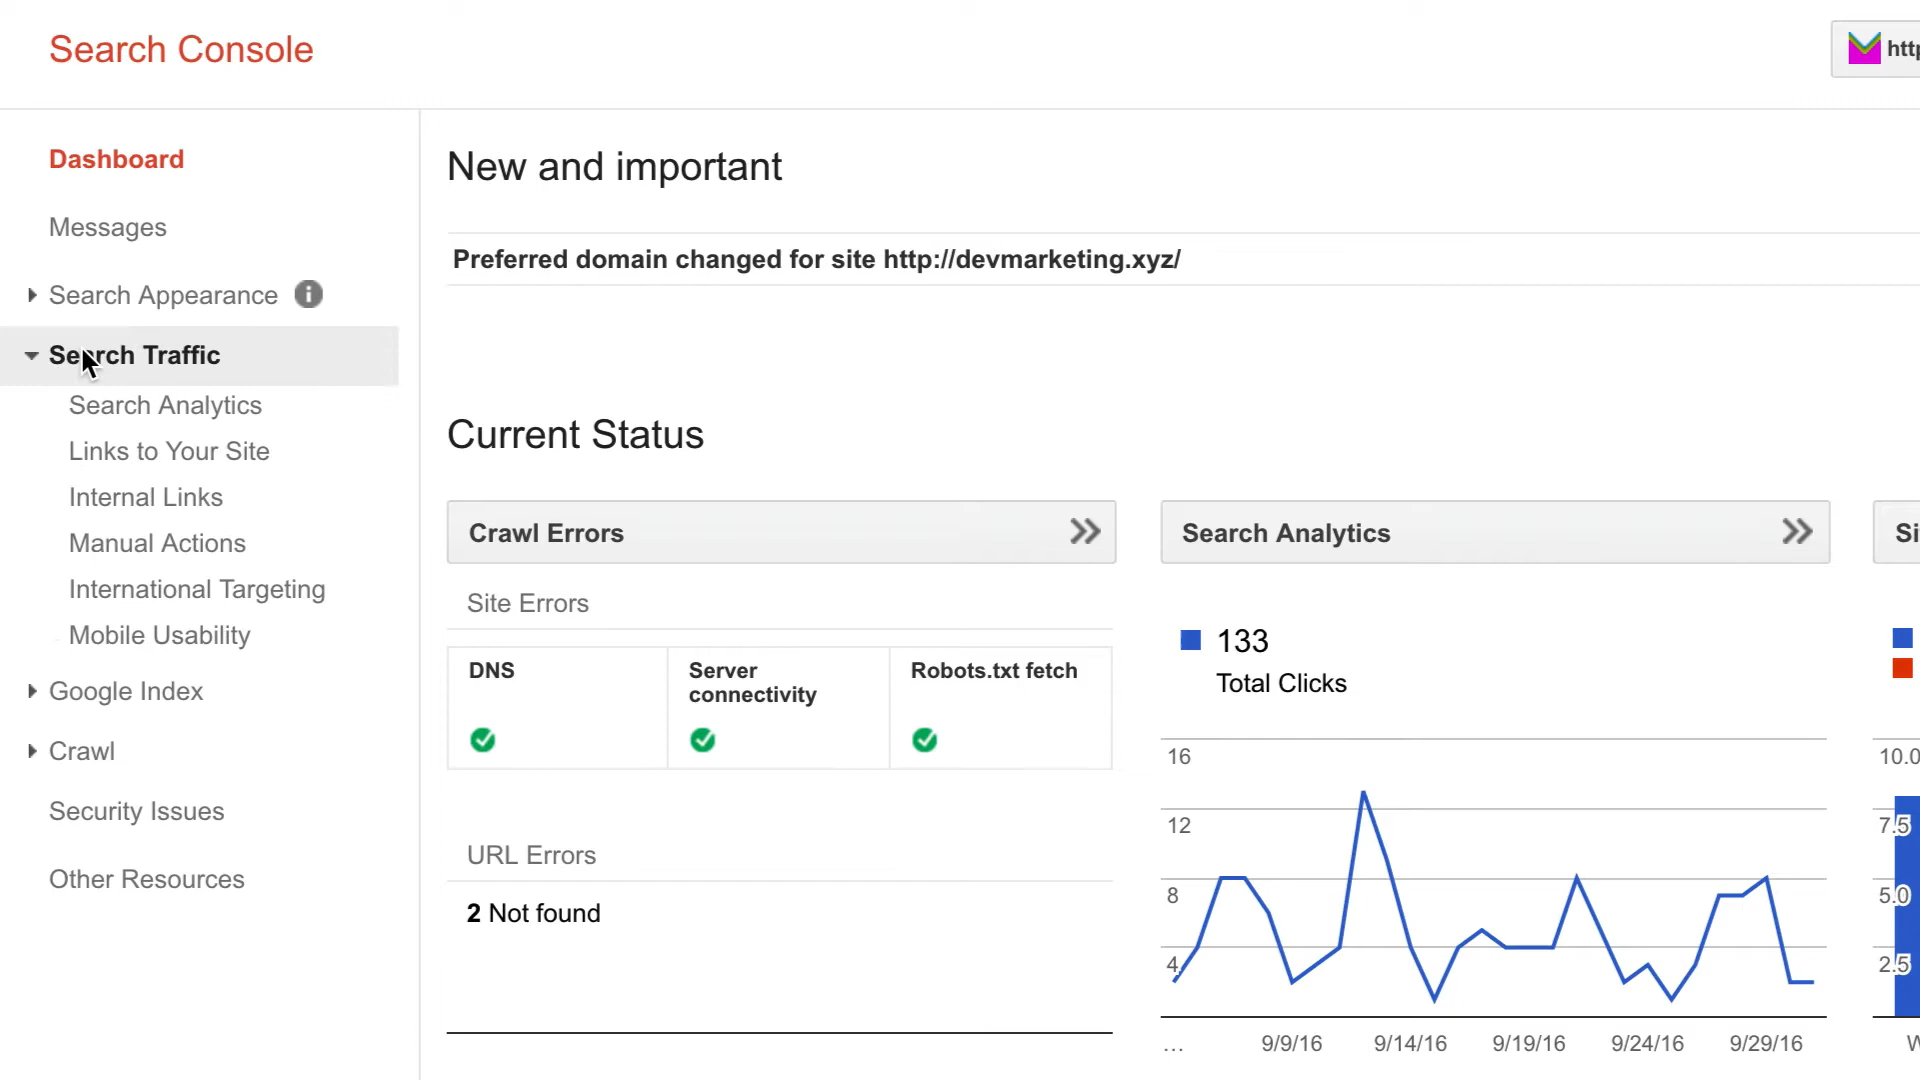 Search Console
http
Dashboard
Messages
Search Appearance
Search Traffic
Search Analytics
Links to Your Site
Internal Links
Manual Actions
International Targeting
Mobile Usability
Google Index
Crawl
Security Issues
Other Resources
New and important
Preferred domain changed for site http://devmarketing.xyz/
Current Status
Crawl Errors
Site Errors
DNS
Server
connectivity
Robots.txt fetch
URL Errors
2 Not found
Search Analytics
133
Total Clicks
16
12
8
4
... 9/9/16 9/14/16 9/19/16 9/24/16 9/29/16
Si
10.0
7.5
5.0
2.5
W